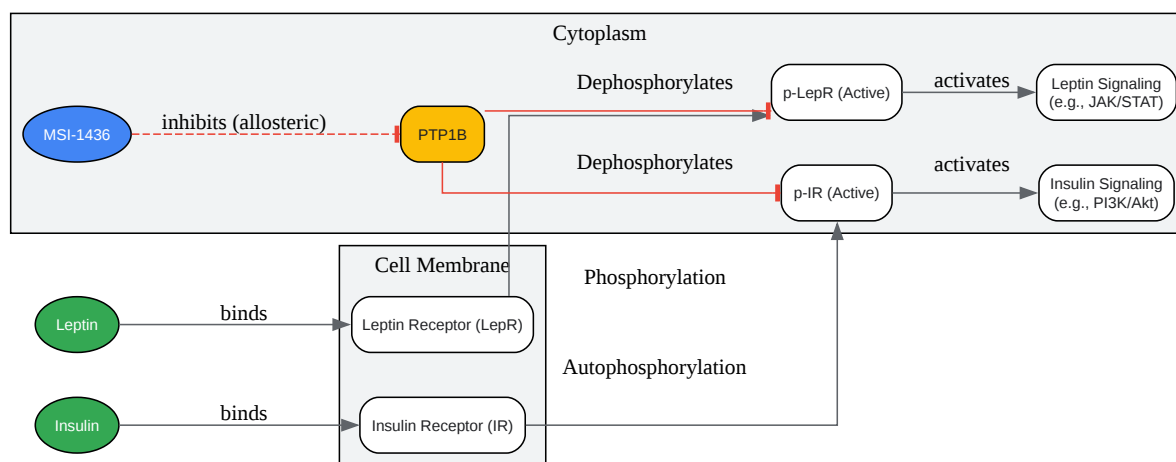 Cytoplasm
Dephosphorylates
activates
p-LepR (Active)
Leptin Signaling
(e.g., JAK/STAT)
MSI-1436
inhibits (allosteric)
PTP1B
Dephosphorylates
activates
p-IR (Active)
Insulin Signaling
(e.g., PI3K/Akt)
Cell Membrane
Phosphorylation
Leptin
binds
Leptin Receptor (LepR)
Autophosphorylation
Insulin
binds
Insulin Receptor (IR)